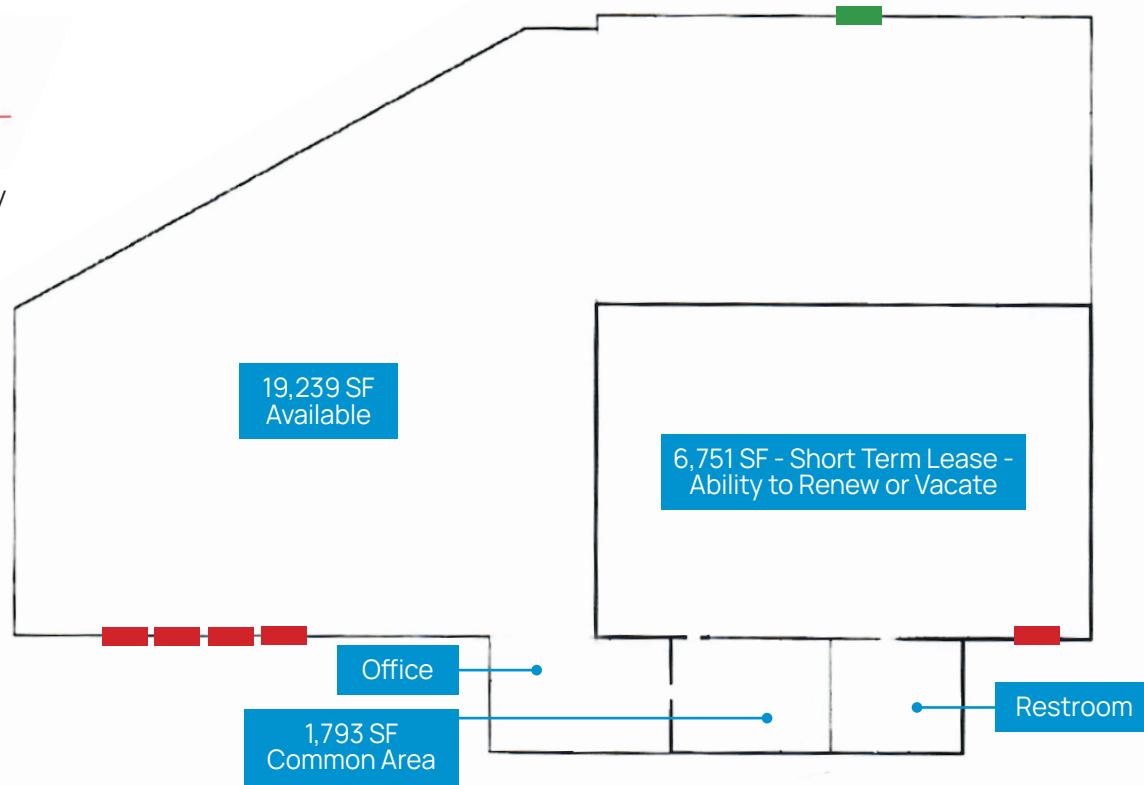 19,239 SF
Available
6,751 SF - Short Term Lease -
Ability to Renew or Vacate
Office
1,793 SF
Common Area
Restroom